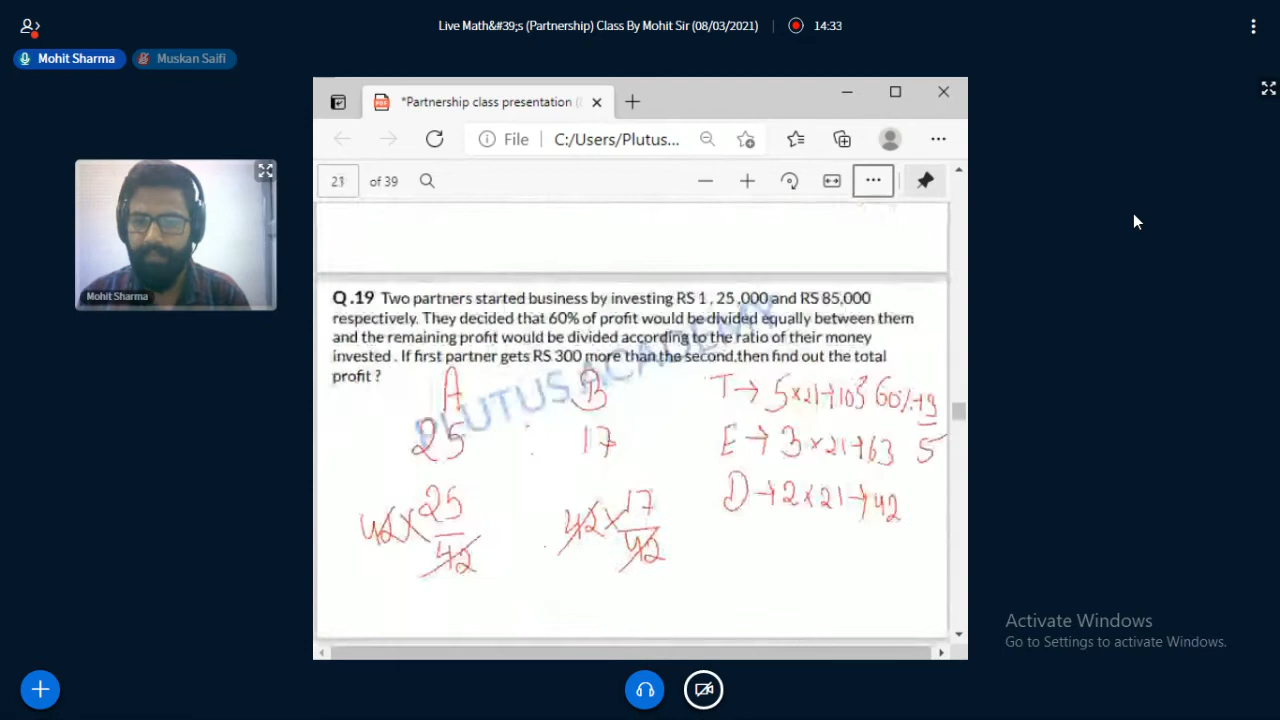 Live Math&#39;s (Partnership) Class By Mohit Sir (08/03/2021)
14:33
Mohit Sharma
Muskan Saifi
*Partnership class presentation (
File
C:/Users/Plutus...
21
of 39
Mohit Sharma
Q.19 Two partners started business by investing RS 1 , 25 ,000 and RS 85,000
respectively. They decided that 60% of profit would be divided equally between them
and the remaining profit would be divided according to the ratio of their money
invested . If first partner gets RS 300 more than the second,then find out the total
profit ?
PLUTUS ACADEMY
A B
T → 5 × 21 → 105 60% → 3/5
25 : 17
E → 3 × 21 → 63
D → 2 × 21 → 42
42 × 25/42 42 × 17/42
Activate Windows
Go to Settings to activate Windows.